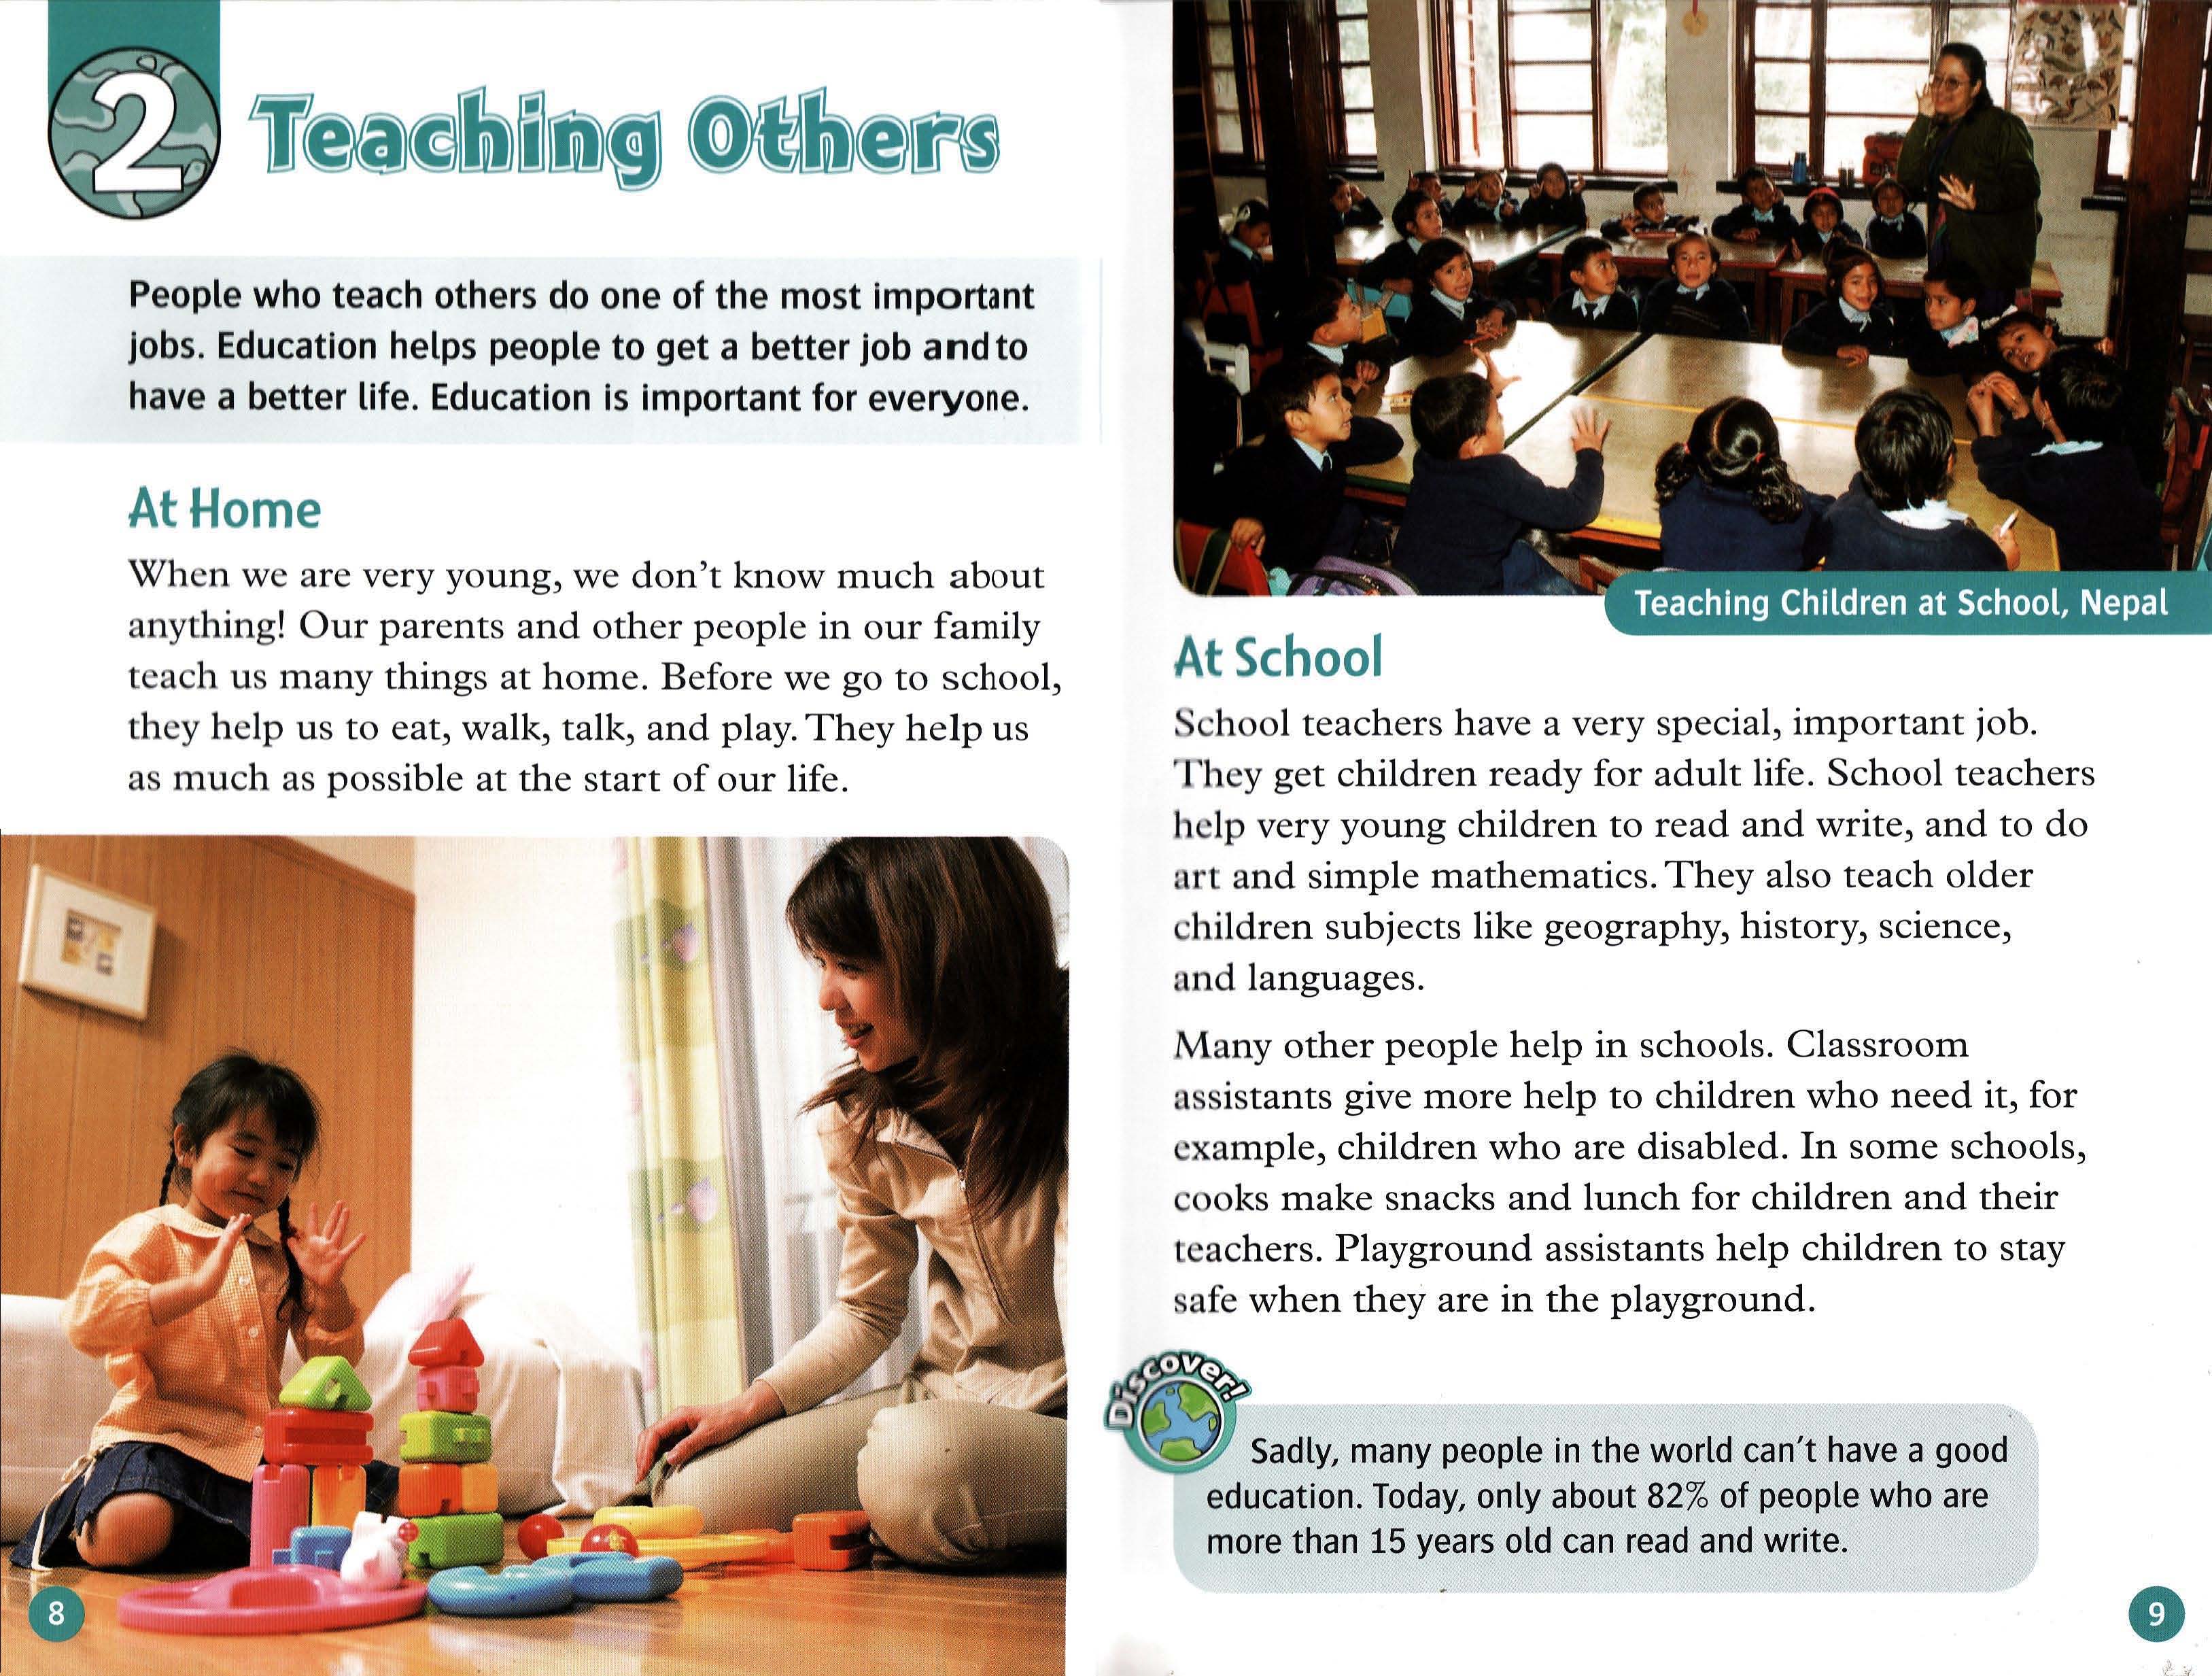 2
Teaching Others
People who teach others do one of the most important
jobs. Education helps people to get a better job and to
have a better life. Education is important for everyone.
At Home
When we are very young, we don't know much about
anything! Our parents and other people in our family
teach us many things at home. Before we go to school,
they help us to eat, walk, talk, and play. They help us
as much as possible at the start of our life.
8
Teaching Children at School, Nepal
At School
School teachers have a very special, important job.
They get children ready for adult life. School teachers
help very young children to read and write, and to do
art and simple mathematics. They also teach older
children subjects like geography, history, science,
and languages.
Many other people help in schools. Classroom
assistants give more help to children who need it, for
example, children who are disabled. In some schools,
cooks make snacks and lunch for children and their
teachers. Playground assistants help children to stay
safe when they are in the playground.
Discover!
Sadly, many people in the world can't have a good
education. Today, only about 82% of people who are
more than 15 years old can read and write.
9